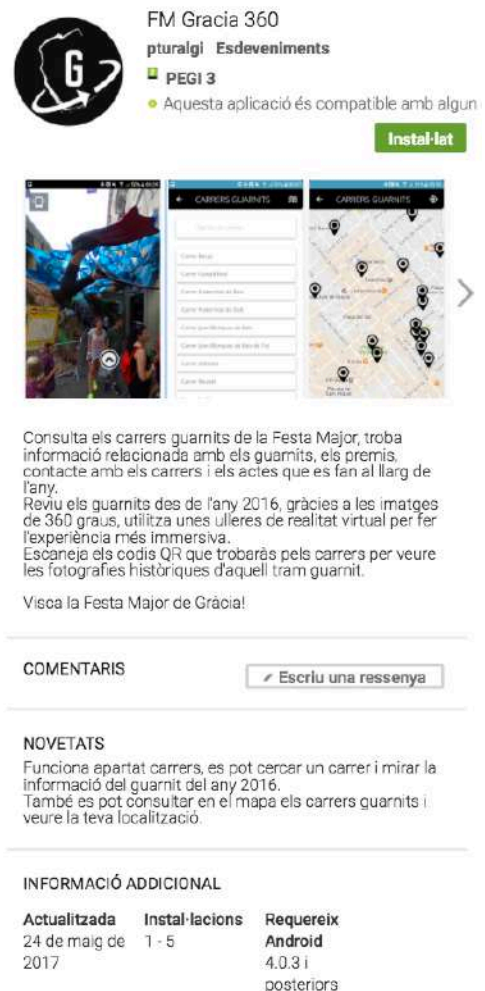 FM Gracia 360
pturalgi Esdeveniments
PEGI 3
Aquesta aplicació és compatible amb algun
Instal·lat
CARRERS GUARNITS
CARRERS GUARNITS
Consulta els carrers guarnits de la Festa Major, troba
informació relacionada amb els guarnits, els premis,
contacte amb els carrers i els actes que es fan al llarg de
l'any.
Reviu els guarnits des de l'any 2016, gràcies a les imatges
de 360 graus, utilitza unes ulleres de realitat virtual per fer
l'experiència més immersiva.
Escaneja els codis QR que trobaràs pels carrers per veure
les fotografies històriques d'aquell tram guarnit.
Visca la Festa Major de Gràcia!
COMENTARIS
Escriu una ressenya
NOVETATS
Funciona apartat carrers, es pot cercar un carrer i mirar la
informació del guarnit del any 2016.
També es pot consultar en el mapa els carrers guarnits i
veure la teva localització.
INFORMACIÓ ADDICIONAL
Actualitzada Instal·lacions Requereix
24 de maig de 1 - 5 Android
2017 4.0.3 i
posteriors